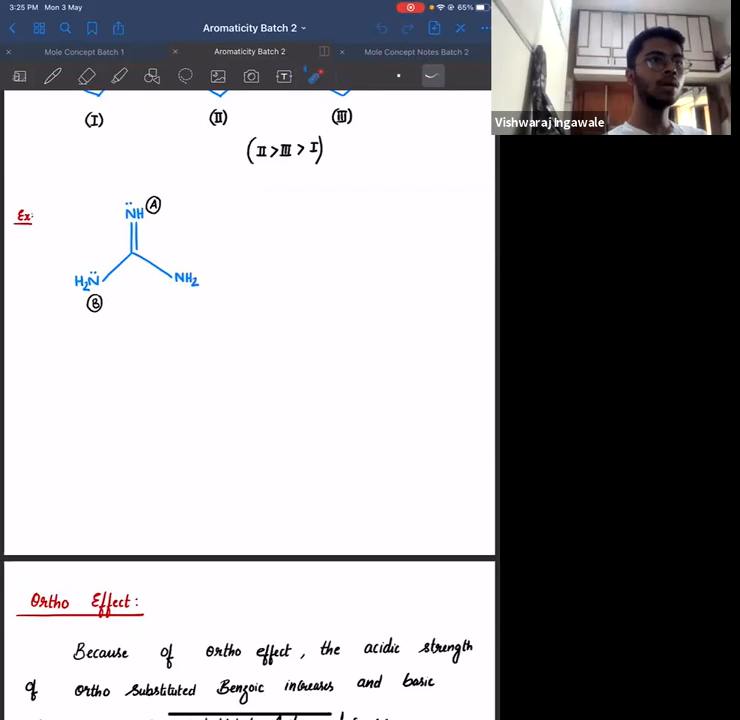 3:25 PM Mon 3 May
65%
Aromaticity Batch 2
Mole Concept Batch 1
Aromaticity Batch 2
Mole Concept Notes Batch 2
Vishwaraj Ingawale
(I)
(II)
(III)
(II > III > I)
Ex:
NH A
H2N
NH2
B
Ortho Effect:
Because of ortho effect, the acidic strength
of ortho substituted Benzoic increases and basic